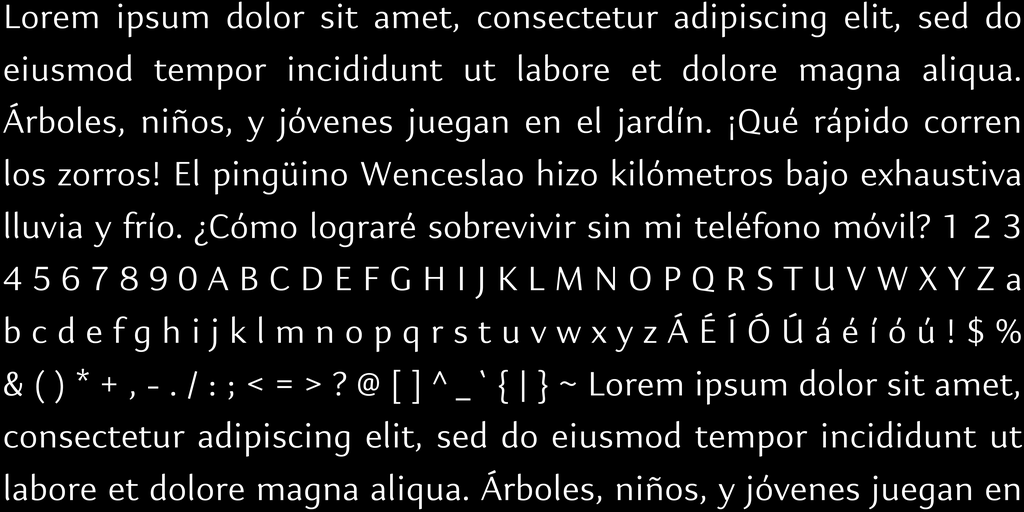 Lorem ipsum dolor sit amet, consectetur adipiscing elit, sed do
eiusmod tempor incididunt ut labore et dolore magna aliqua.
Árboles, niños, y jóvenes juegan en el jardín. ¡Qué rápido corren
los zorros! El pingüino Wenceslao hizo kilómetros bajo exhaustiva
lluvia y frío. ¿Cómo lograré sobrevivir sin mi teléfono móvil? 1 2 3
4 5 6 7 8 9 0 A B C D E F G H I J K L M N O P Q R S T U V W X Y Z a
b c d e f g h i j k l m n o p q r s t u v w x y z Á É Í Ó Ú á é í ó ú ! $ %
& ( ) * + , - . / : ; < = > ? @ [ ] ^ _ ` { | } ~ Lorem ipsum dolor sit amet,
consectetur adipiscing elit, sed do eiusmod tempor incididunt ut
labore et dolore magna aliqua. Árboles, niños, y jóvenes juegan en